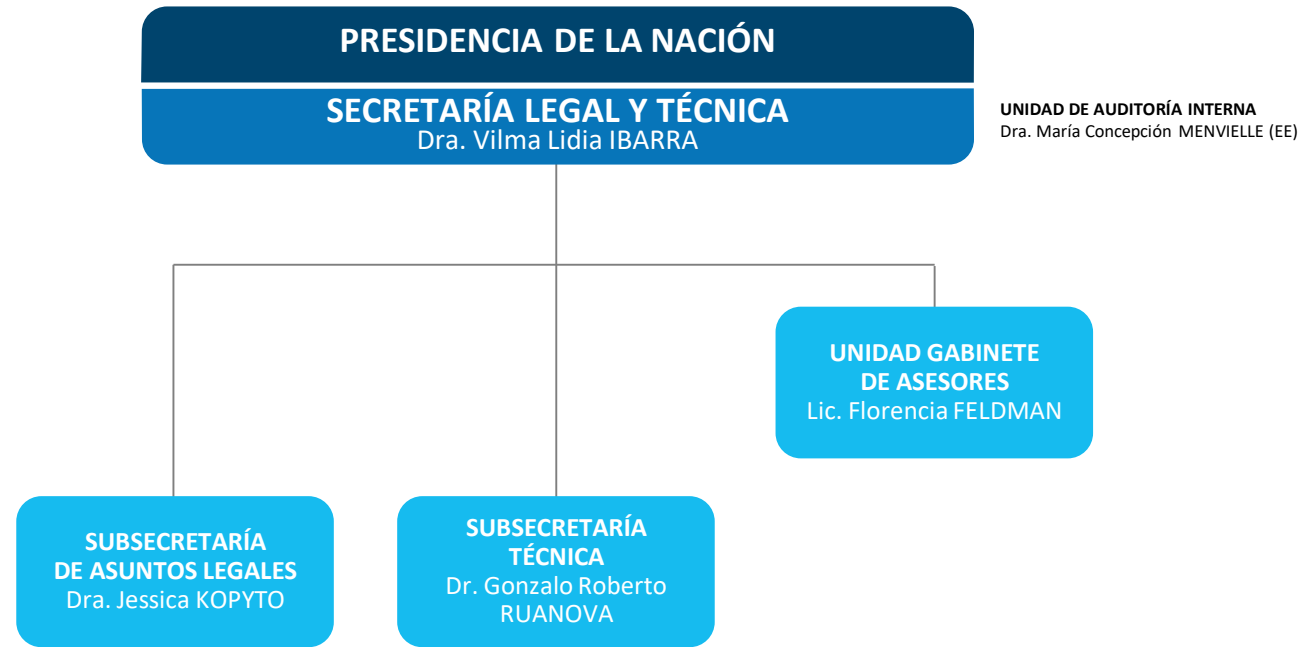 PRESIDENCIA DE LA NACIÓN
SECRETARÍA LEGAL Y TÉCNICA
Dra. Vilma Lidia IBARRA
UNIDAD DE AUDITORÍA INTERNA
Dra. María Concepción MENVIELLE (EE)
UNIDAD GABINETE
DE ASESORES
Lic. Florencia FELDMAN
SUBSECRETARÍA
DE ASUNTOS LEGALES
Dra. Jessica KOPYTO
SUBSECRETARÍA
TÉCNICA
Dr. Gonzalo Roberto
RUANOVA